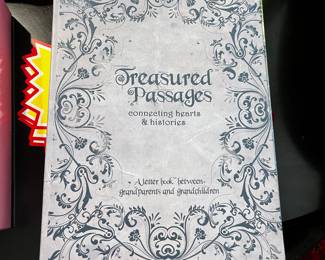 Treasured
Passages
connecting hearts
& histories
A letter book between
grandparents and grandchildren